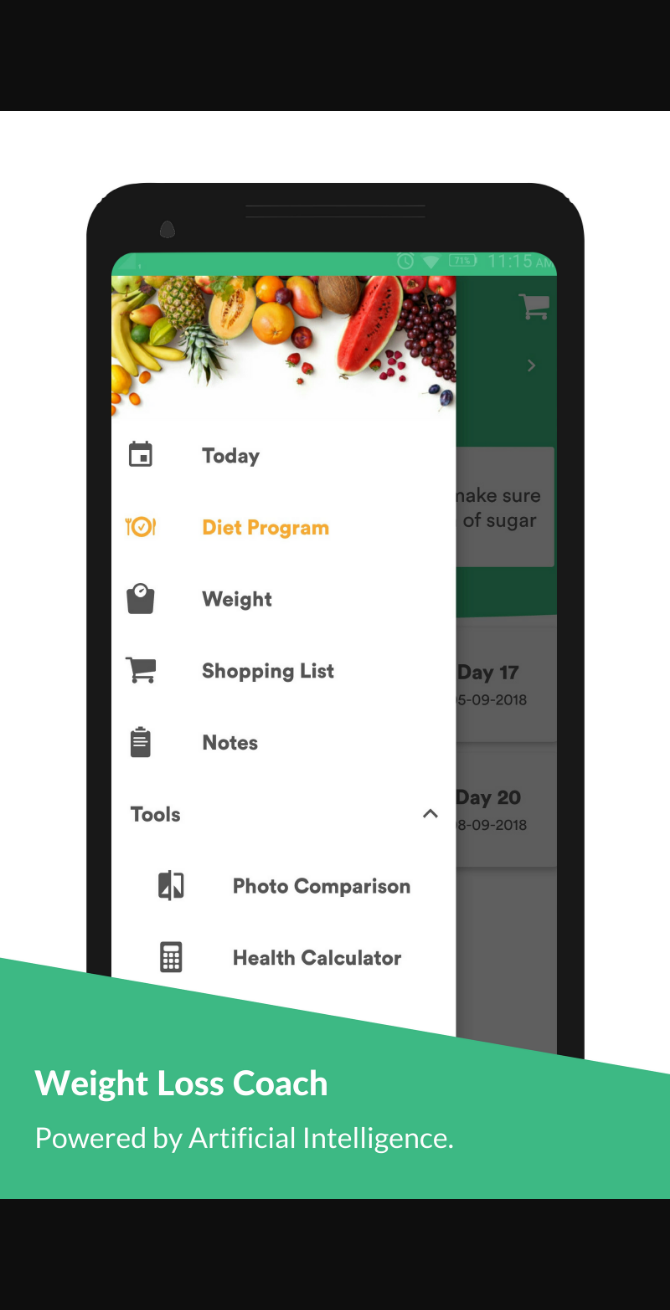 71%
11:15 AM
Today
make sure
of sugar
Diet Program
Weight
Shopping List
Day 17
5-09-2018
Notes
Day 20
8-09-2018
Tools
Photo Comparison
Health Calculator
Weight Loss Coach
Powered by Artificial Intelligence.